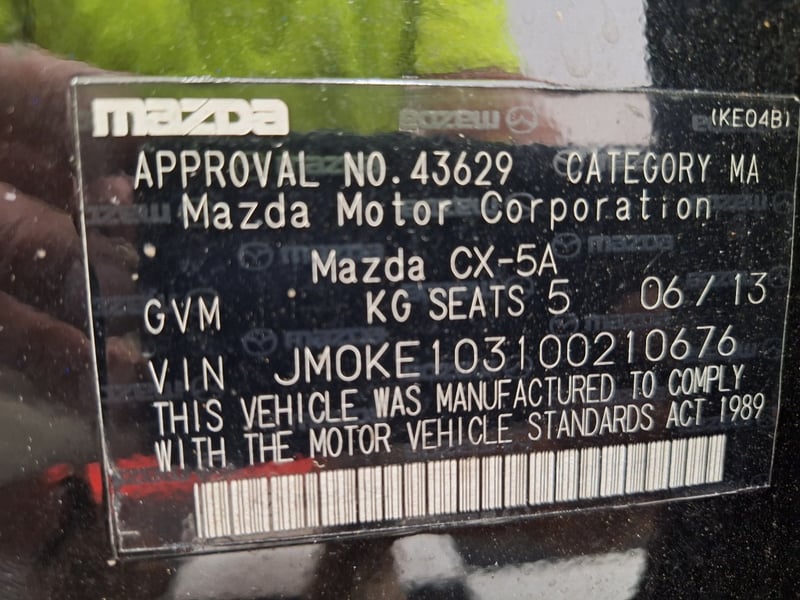 mazda (KE04B)
APPROVAL NO.43629 CATEGORY MA
Mazda Motor Corporation
Mazda CX-5A
GVM KG SEATS 5 06/13
VIN JM0KE103100210676
THIS VEHICLE WAS MANUFACTURED TO COMPLY
WITH THE MOTOR VEHICLE STANDARDS ACT 1989